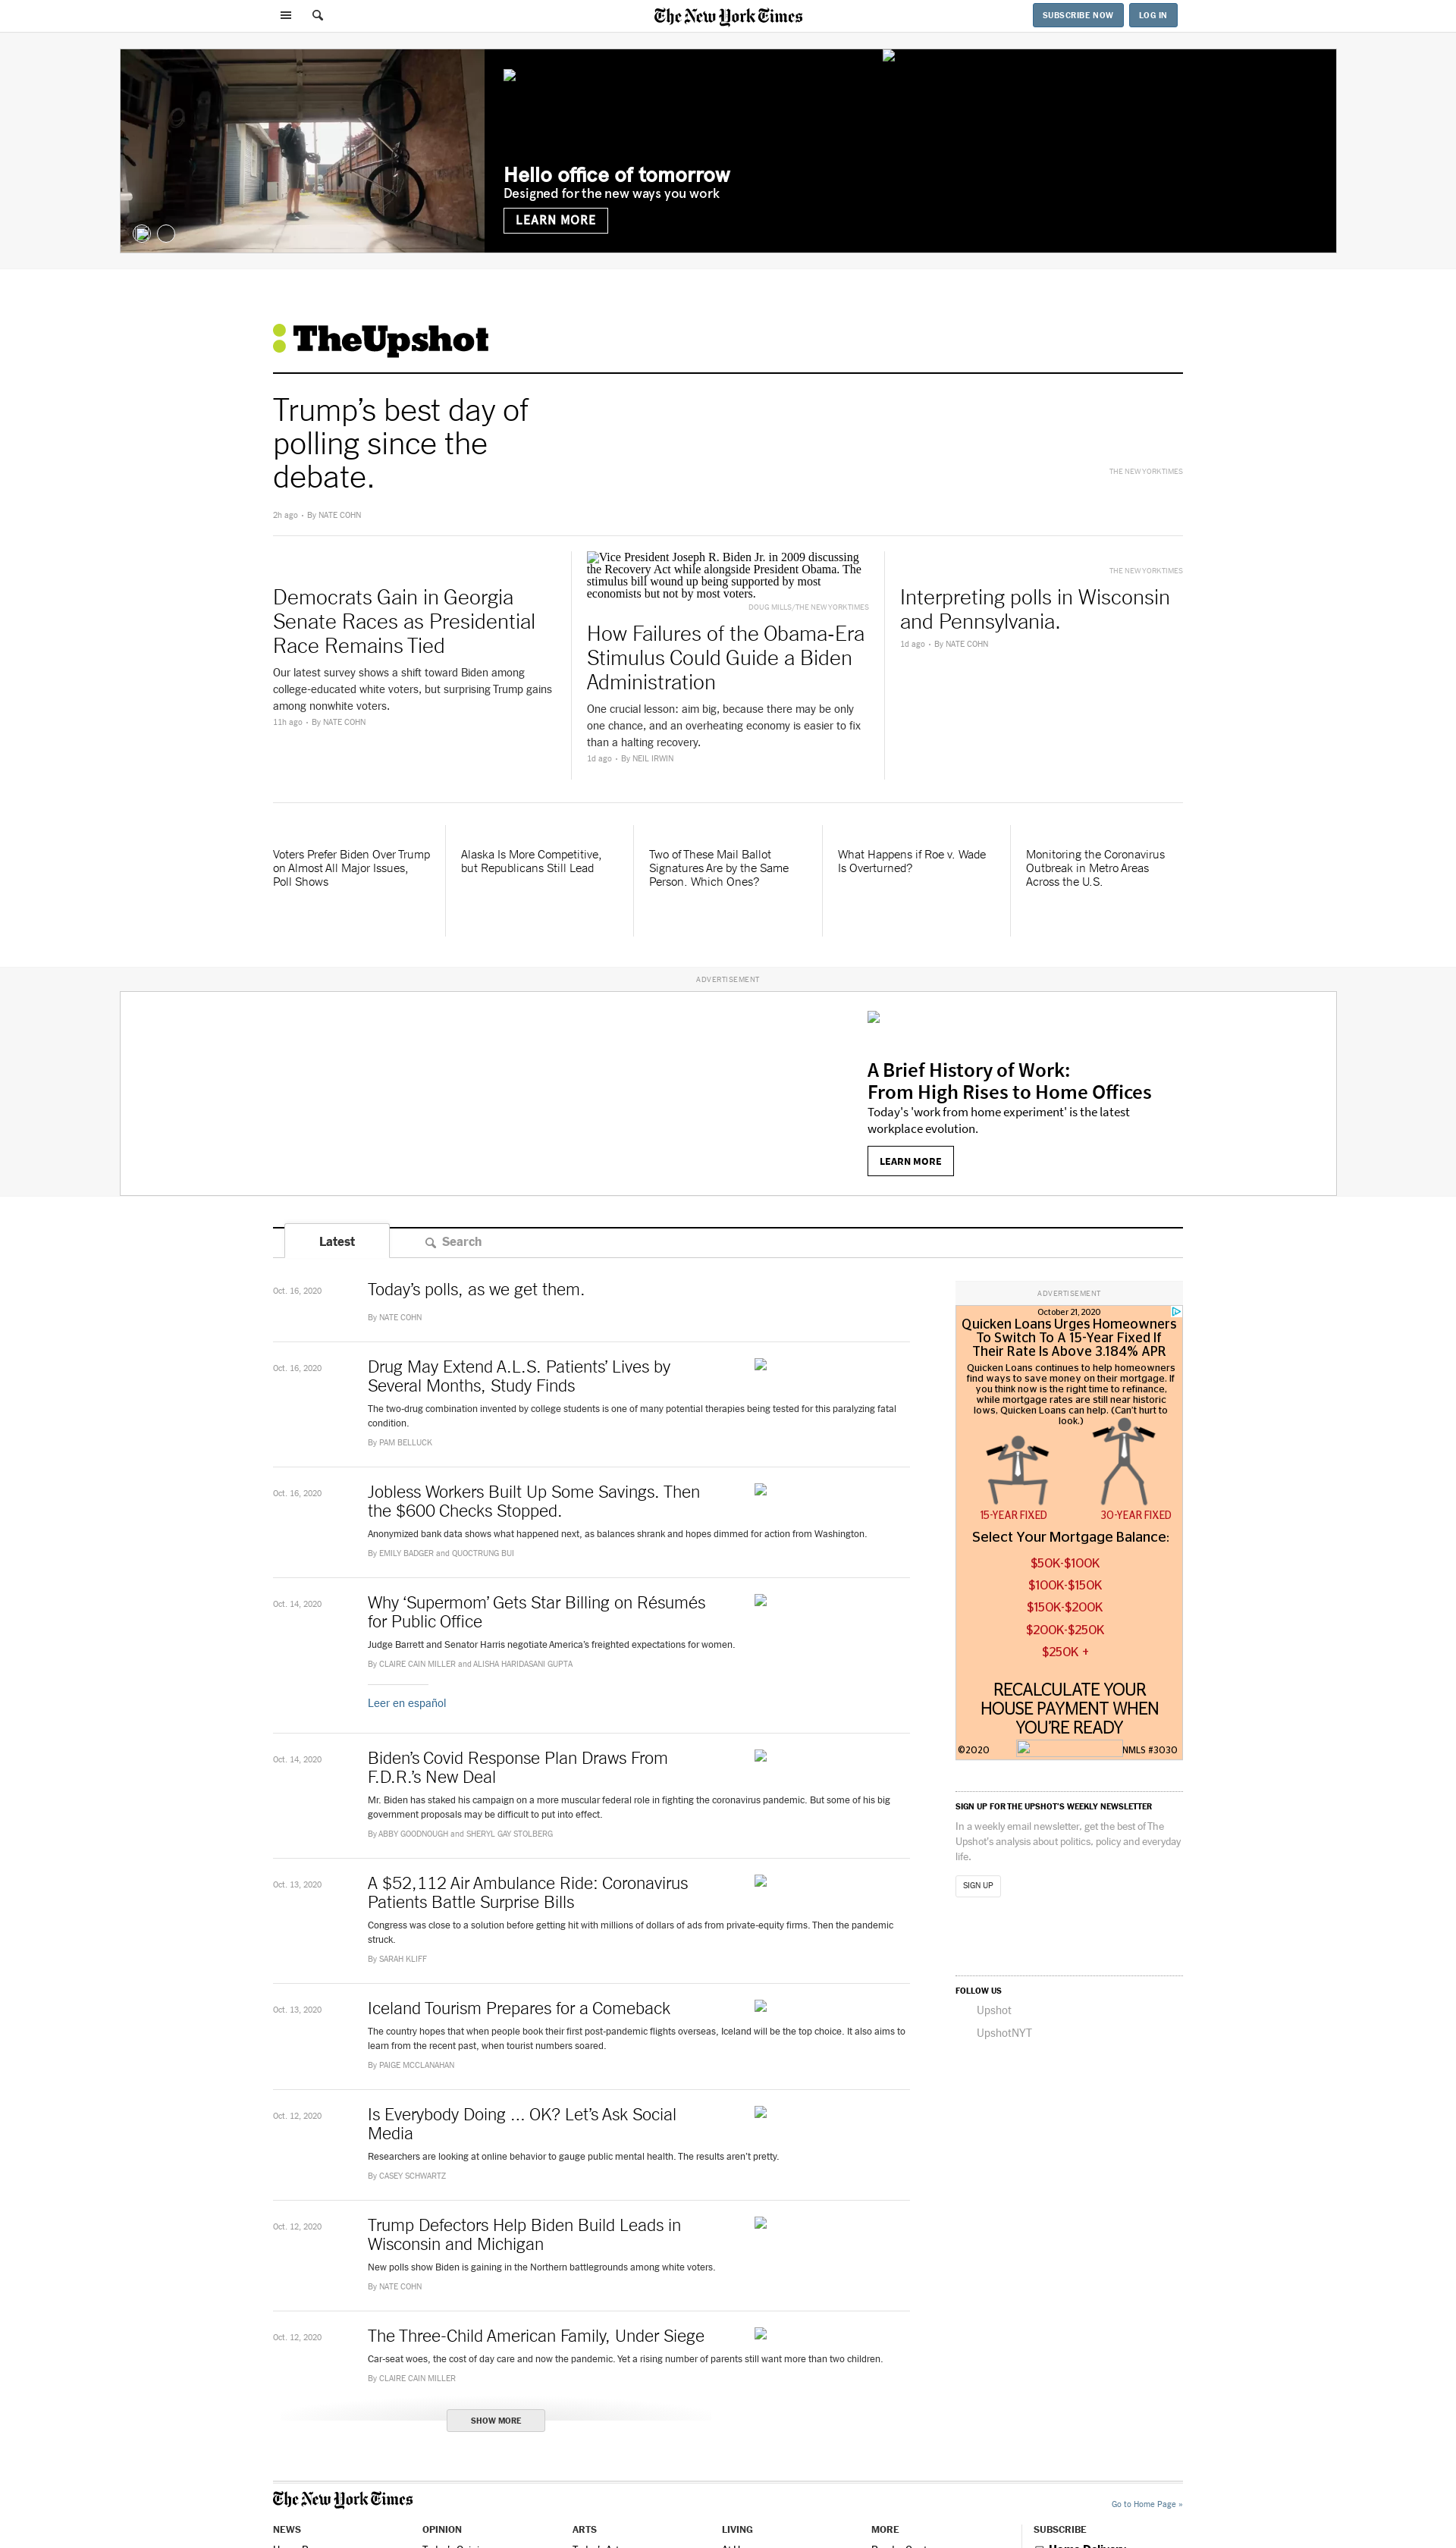 The New York Times
SUBSCRIBE NOW
LOG IN
Hello office of tomorrow
Designed for the new ways you work
LEARN MORE
TheUpshot
Trump’s best day of
polling since the
debate.
THE NEW YORK TIMES
2h ago • By NATE COHN
Democrats Gain in Georgia
Senate Races as Presidential
Race Remains Tied
Our latest survey shows a shift toward Biden among
college-educated white voters, but surprising Trump gains
among nonwhite voters.
11h ago • By NATE COHN
Vice President Joseph R. Biden Jr. in 2009 discussing
the Recovery Act while alongside President Obama. The
stimulus bill wound up being supported by most
economists but not by most voters.
DOUG MILLS/THE NEW YORK TIMES
How Failures of the Obama-Era
Stimulus Could Guide a Biden
Administration
One crucial lesson: aim big, because there may be only
one chance, and an overheating economy is easier to fix
than a halting recovery.
1d ago • By NEIL IRWIN
THE NEW YORK TIMES
Interpreting polls in Wisconsin
and Pennsylvania.
1d ago • By NATE COHN
Voters Prefer Biden Over Trump
on Almost All Major Issues,
Poll Shows
Alaska Is More Competitive,
but Republicans Still Lead
Two of These Mail Ballot
Signatures Are by the Same
Person. Which Ones?
What Happens if Roe v. Wade
Is Overturned?
Monitoring the Coronavirus
Outbreak in Metro Areas
Across the U.S.
ADVERTISEMENT
A Brief History of Work:
From High Rises to Home Offices
Today's 'work from home experiment' is the latest
workplace evolution.
LEARN MORE
Latest
Search
Oct. 16, 2020
Today’s polls, as we get them.
By NATE COHN
Oct. 16, 2020
Drug May Extend A.L.S. Patients’ Lives by
Several Months, Study Finds
The two-drug combination invented by college students is one of many potential therapies being tested for this paralyzing fatal
condition.
By PAM BELLUCK
Oct. 16, 2020
Jobless Workers Built Up Some Savings. Then
the $600 Checks Stopped.
Anonymized bank data shows what happened next, as balances shrank and hopes dimmed for action from Washington.
By EMILY BADGER and QUOCTRUNG BUI
Oct. 14, 2020
Why ‘Supermom’ Gets Star Billing on Résumés
for Public Office
Judge Barrett and Senator Harris negotiate America’s freighted expectations for women.
By CLAIRE CAIN MILLER and ALISHA HARIDASANI GUPTA
Leer en español
Oct. 14, 2020
Biden’s Covid Response Plan Draws From
F.D.R.’s New Deal
Mr. Biden has staked his campaign on a more muscular federal role in fighting the coronavirus pandemic. But some of his big
government proposals may be difficult to put into effect.
By ABBY GOODNOUGH and SHERYL GAY STOLBERG
Oct. 13, 2020
A $52,112 Air Ambulance Ride: Coronavirus
Patients Battle Surprise Bills
Congress was close to a solution before getting hit with millions of dollars of ads from private-equity firms. Then the pandemic
struck.
By SARAH KLIFF
Oct. 13, 2020
Iceland Tourism Prepares for a Comeback
The country hopes that when people book their first post-pandemic flights overseas, Iceland will be the top choice. It also aims to
learn from the recent past, when tourist numbers soared.
By PAIGE MCCLANAHAN
Oct. 12, 2020
Is Everybody Doing … OK? Let’s Ask Social
Media
Researchers are looking at online behavior to gauge public mental health. The results aren’t pretty.
By CASEY SCHWARTZ
Oct. 12, 2020
Trump Defectors Help Biden Build Leads in
Wisconsin and Michigan
New polls show Biden is gaining in the Northern battlegrounds among white voters.
By NATE COHN
Oct. 12, 2020
The Three-Child American Family, Under Siege
Car-seat woes, the cost of day care and now the pandemic. Yet a rising number of parents still want more than two children.
By CLAIRE CAIN MILLER
SHOW MORE
ADVERTISEMENT
October 21, 2020
Quicken Loans Urges Homeowners
To Switch To A 15-Year Fixed If
Their Rate Is Above 3.184% APR
Quicken Loans continues to help homeowners
find ways to save money on their mortgage. If
you think now is the right time to refinance,
while mortgage rates are still near historic
lows, Quicken Loans can help. (Can't hurt to
look.)
15-YEAR FIXED
30-YEAR FIXED
Select Your Mortgage Balance:
$50K-$100K
$100K-$150K
$150K-$200K
$200K-$250K
$250K +
RECALCULATE YOUR
HOUSE PAYMENT WHEN
YOU'RE READY
©2020
NMLS #3030
SIGN UP FOR THE UPSHOT'S WEEKLY NEWSLETTER
In a weekly email newsletter, get the best of The
Upshot's analysis about politics, policy and everyday
life.
SIGN UP
FOLLOW US
Upshot
UpshotNYT
The New York Times
Go to Home Page »
NEWS
OPINION
ARTS
LIVING
MORE
SUBSCRIBE